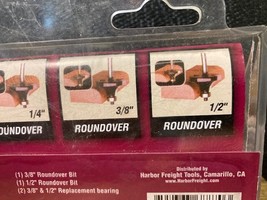 1/4"
3/8"
1/2"
OUNDOVER
ROUNDOVER
ROUNDOVER
(1) 3/8" Roundover Bit
(1) 1/2" Roundover Bit
(2) 3/8" & 1/2" Replacement bearing
Distributed by
Harbor Freight Tools, Camarillo, CA
www.HarborFreight.com